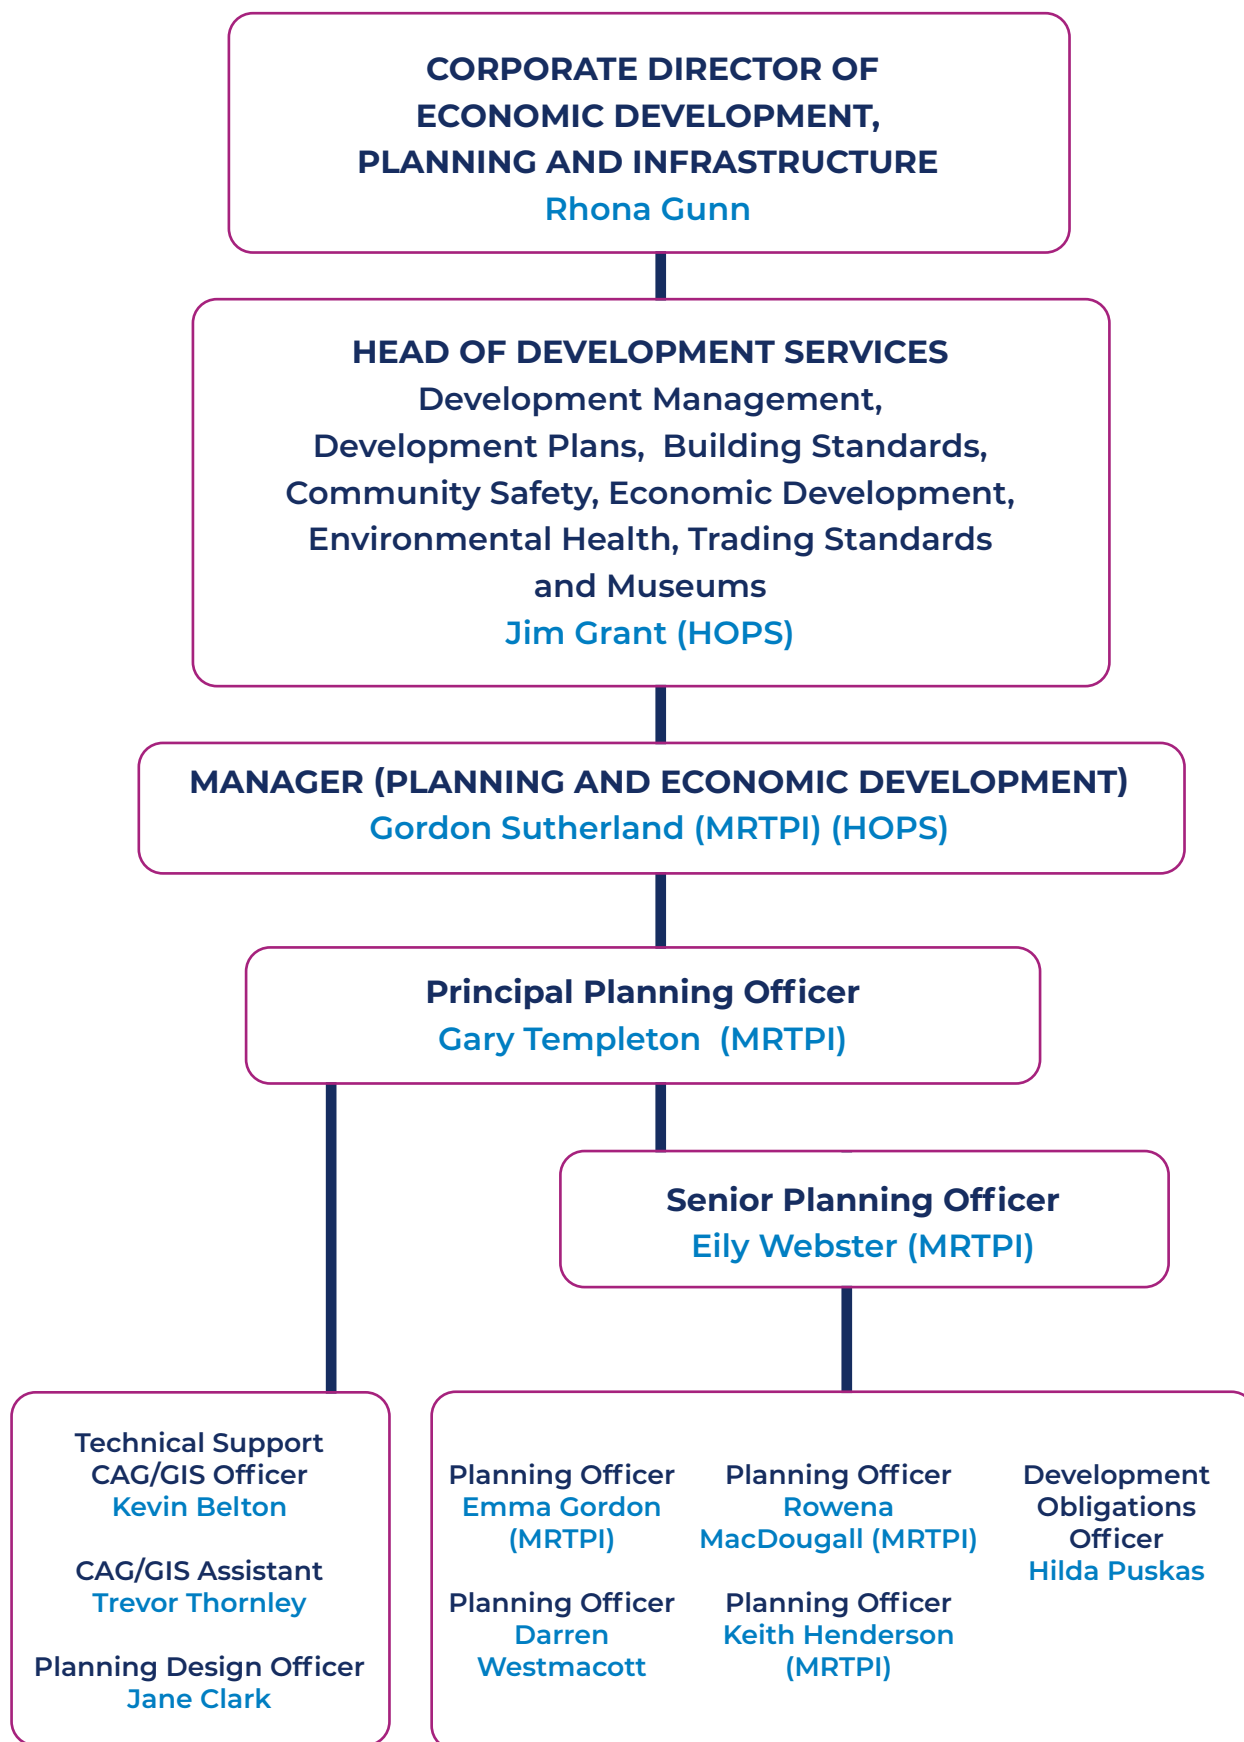 CORPORATE DIRECTOR OF
ECONOMIC DEVELOPMENT,
PLANNING AND INFRASTRUCTURE
Rhona Gunn
HEAD OF DEVELOPMENT SERVICES
Development Management,
Development Plans,  Building Standards,
Community Safety, Economic Development,
Environmental Health, Trading Standards
and Museums
Jim Grant (HOPS)
MANAGER (PLANNING AND ECONOMIC DEVELOPMENT)
Gordon Sutherland (MRTPI) (HOPS)
Principal Planning Officer
Gary Templeton  (MRTPI)
Senior Planning Officer
Eily Webster (MRTPI)
Technical Support
CAG/GIS Officer
Kevin Belton
CAG/GIS Assistant
Trevor Thornley
Planning Design Officer
Jane Clark
Planning Officer
Emma Gordon
(MRTPI)
Planning Officer
Darren
Westmacott
Planning Officer
Rowena
MacDougall (MRTPI)
Planning Officer
Keith Henderson
(MRTPI)
Development
Obligations
Officer
Hilda Puskas